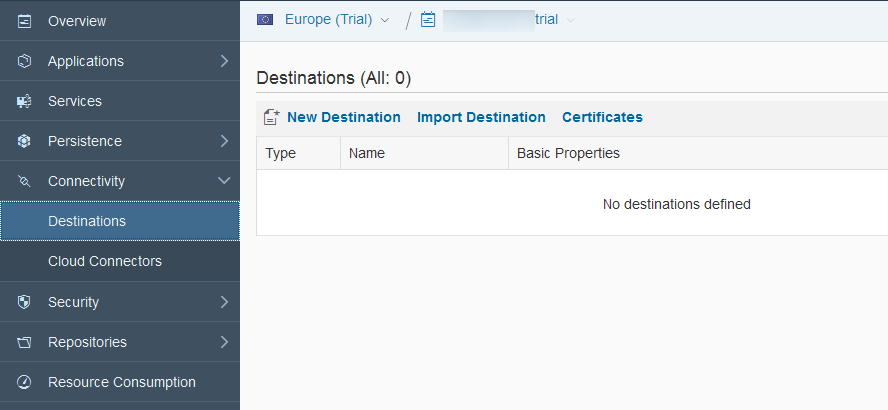 Overview
Applications
Services
Persistence
Connectivity
Destinations
Cloud Connectors
Security
Repositories
Resource Consumption
Europe (Trial) / trial
Destinations (All: 0)
New Destination Import Destination Certificates
Type Name Basic Properties
No destinations defined